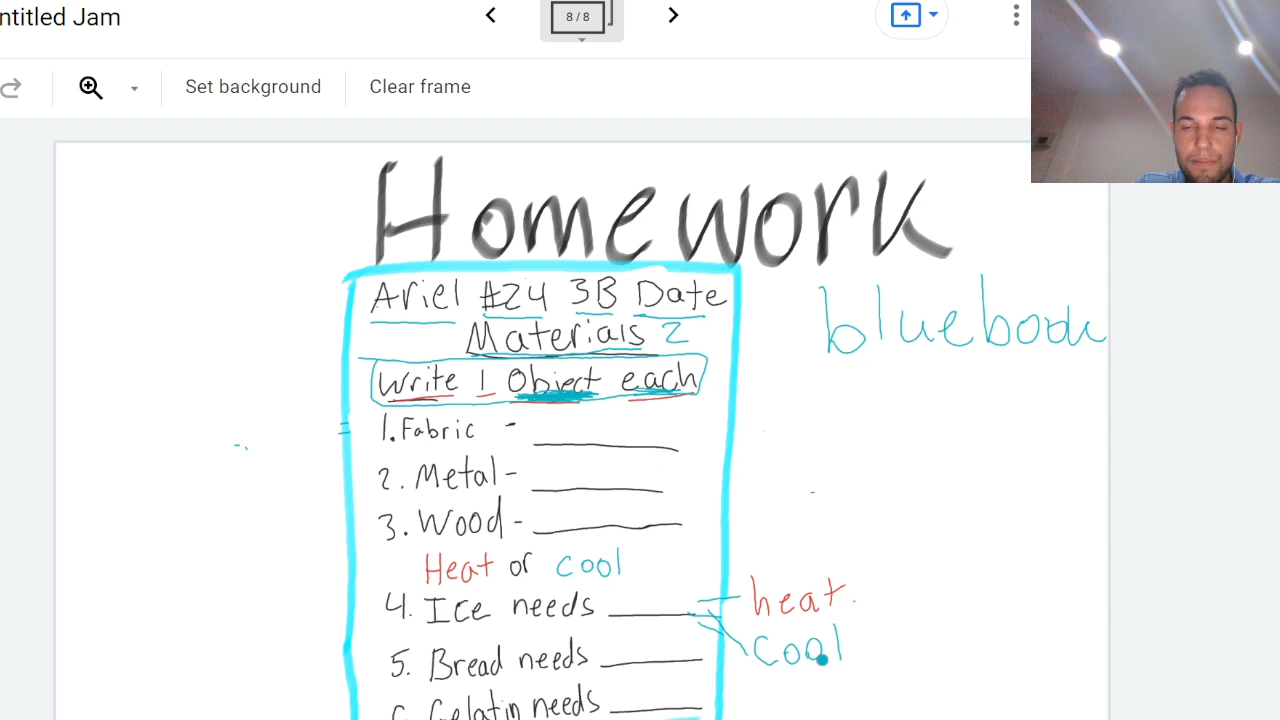 ntitled Jam
8 / 8
Set background
Clear frame
Homework
Ariel #24 3B Date
Materials 2
bluebook
Write 1 Object each
1. Fabric -
2. Metal -
3. Wood -
Heat or cool
4. Ice needs
heat.
cool
5. Bread needs
Gelatin needs